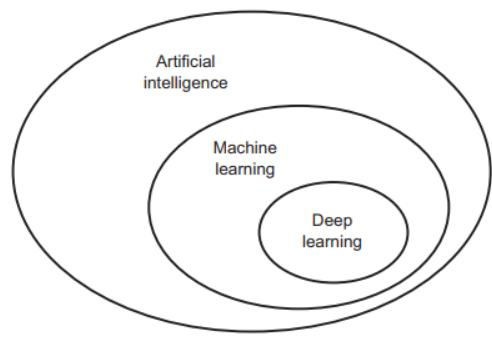 Artificial
intelligence
Machine
learning
Deep
learning